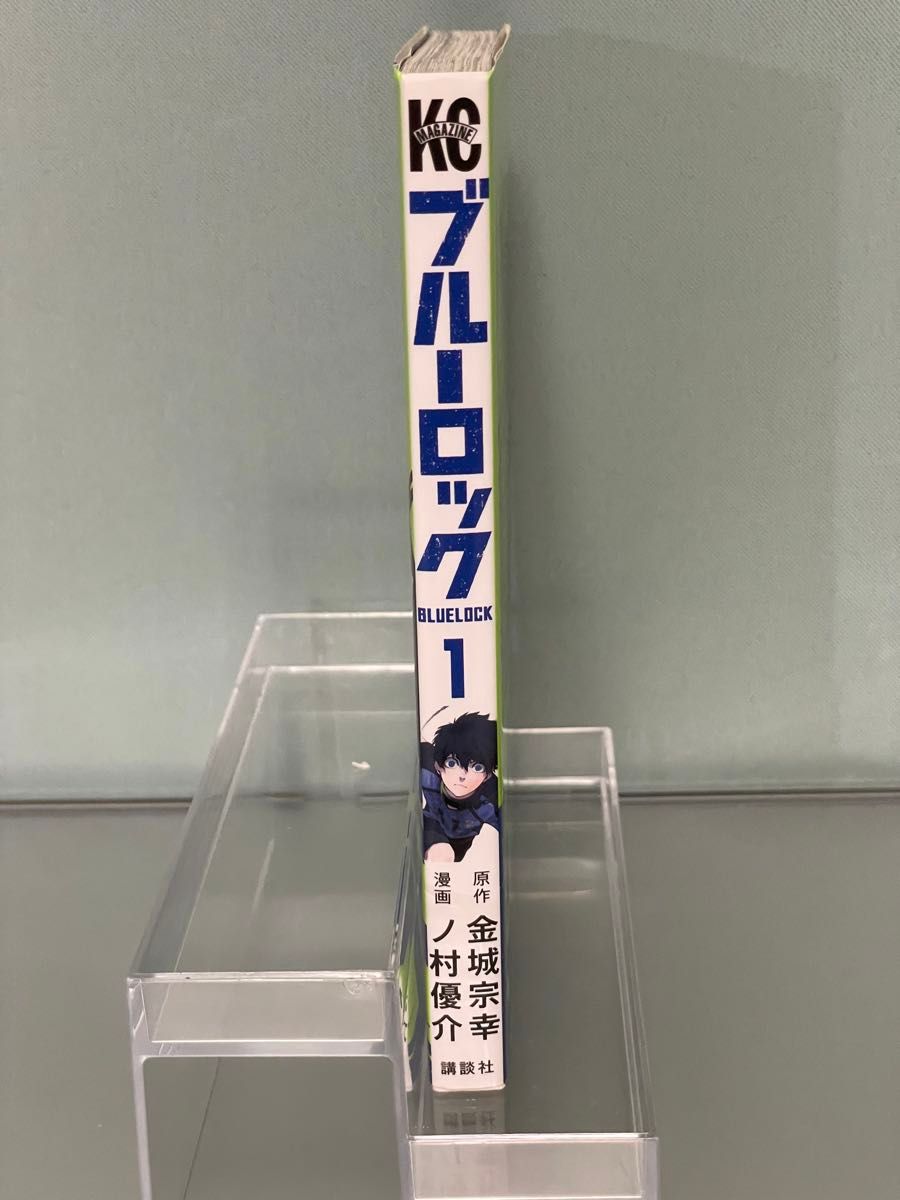 KC
MAGAZINE
ブルーロック
BLUELOCK
1
原作 金城宗幸
漫画 ノ村優介
講談社